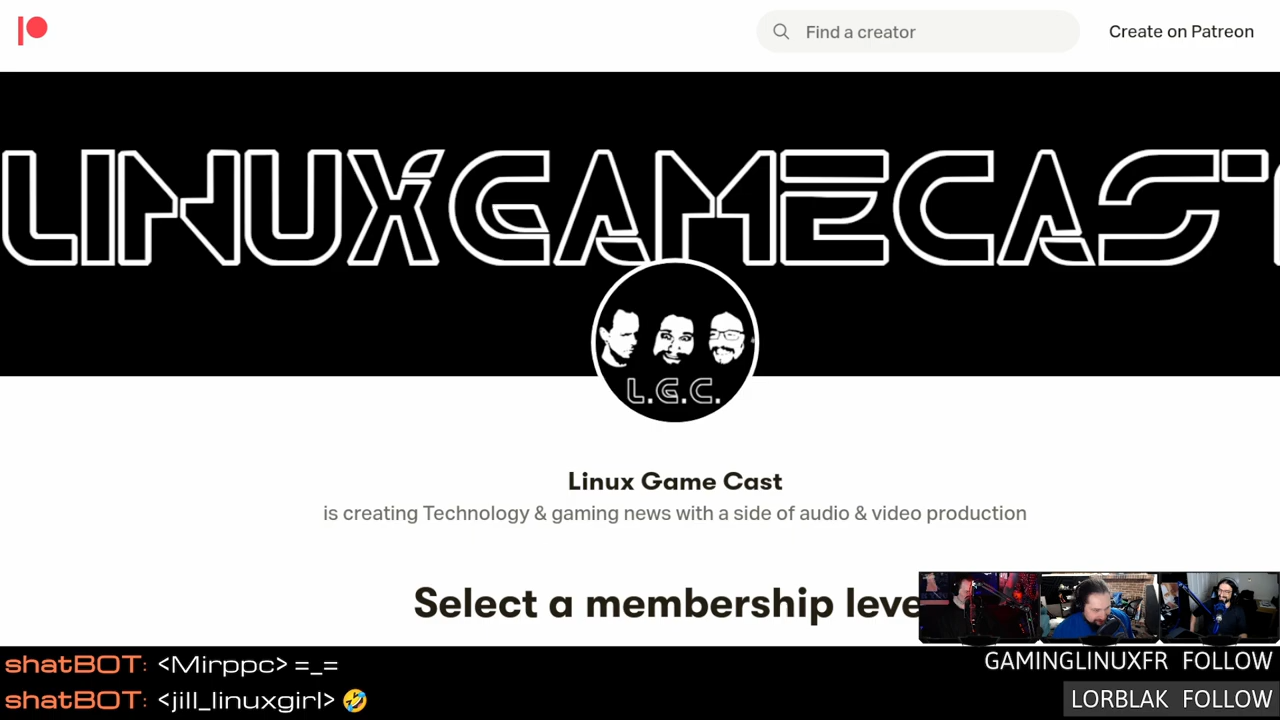 Find a creator
Create on Patreon
LINUXGAMECAST
L.G.C.
Linux Game Cast
is creating Technology & gaming news with a side of audio & video production
Select a membership leve
shatBOT: <Mirppc> =_=
GAMINGLINUXFR FOLLOW
shatBOT: <jill_linuxgirl> 🤣
LORBLAK FOLLOW